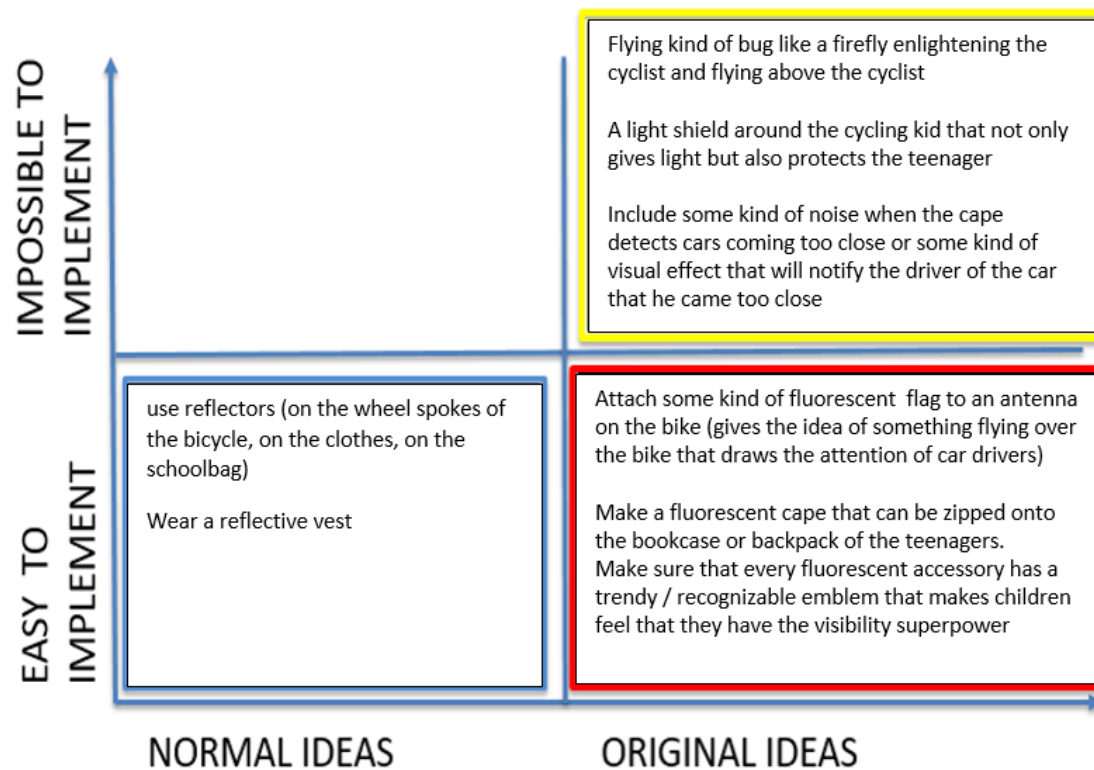 IMPOSSIBLE TO
IMPLEMENT
Flying kind of bug like a firefly enlightening the
cyclist and flying above the cyclist
A light shield around the cycling kid that not only
gives light but also protects the teenager
Include some kind of noise when the cape
detects cars coming too close or some kind of
visual effect that will notify the driver of the car
that he came too close
EASY TO
IMPLEMENT
use reflectors (on the wheel spokes of
the bicycle, on the clothes, on the
schoolbag)
Wear a reflective vest
Attach some kind of fluorescent flag to an antenna
on the bike (gives the idea of something flying over
the bike that draws the attention of car drivers)
Make a fluorescent cape that can be zipped onto
the bookcase or backpack of the teenagers.
Make sure that every fluorescent accessory has a
trendy / recognizable emblem that makes children
feel that they have the visibility superpower
NORMAL IDEAS
ORIGINAL IDEAS